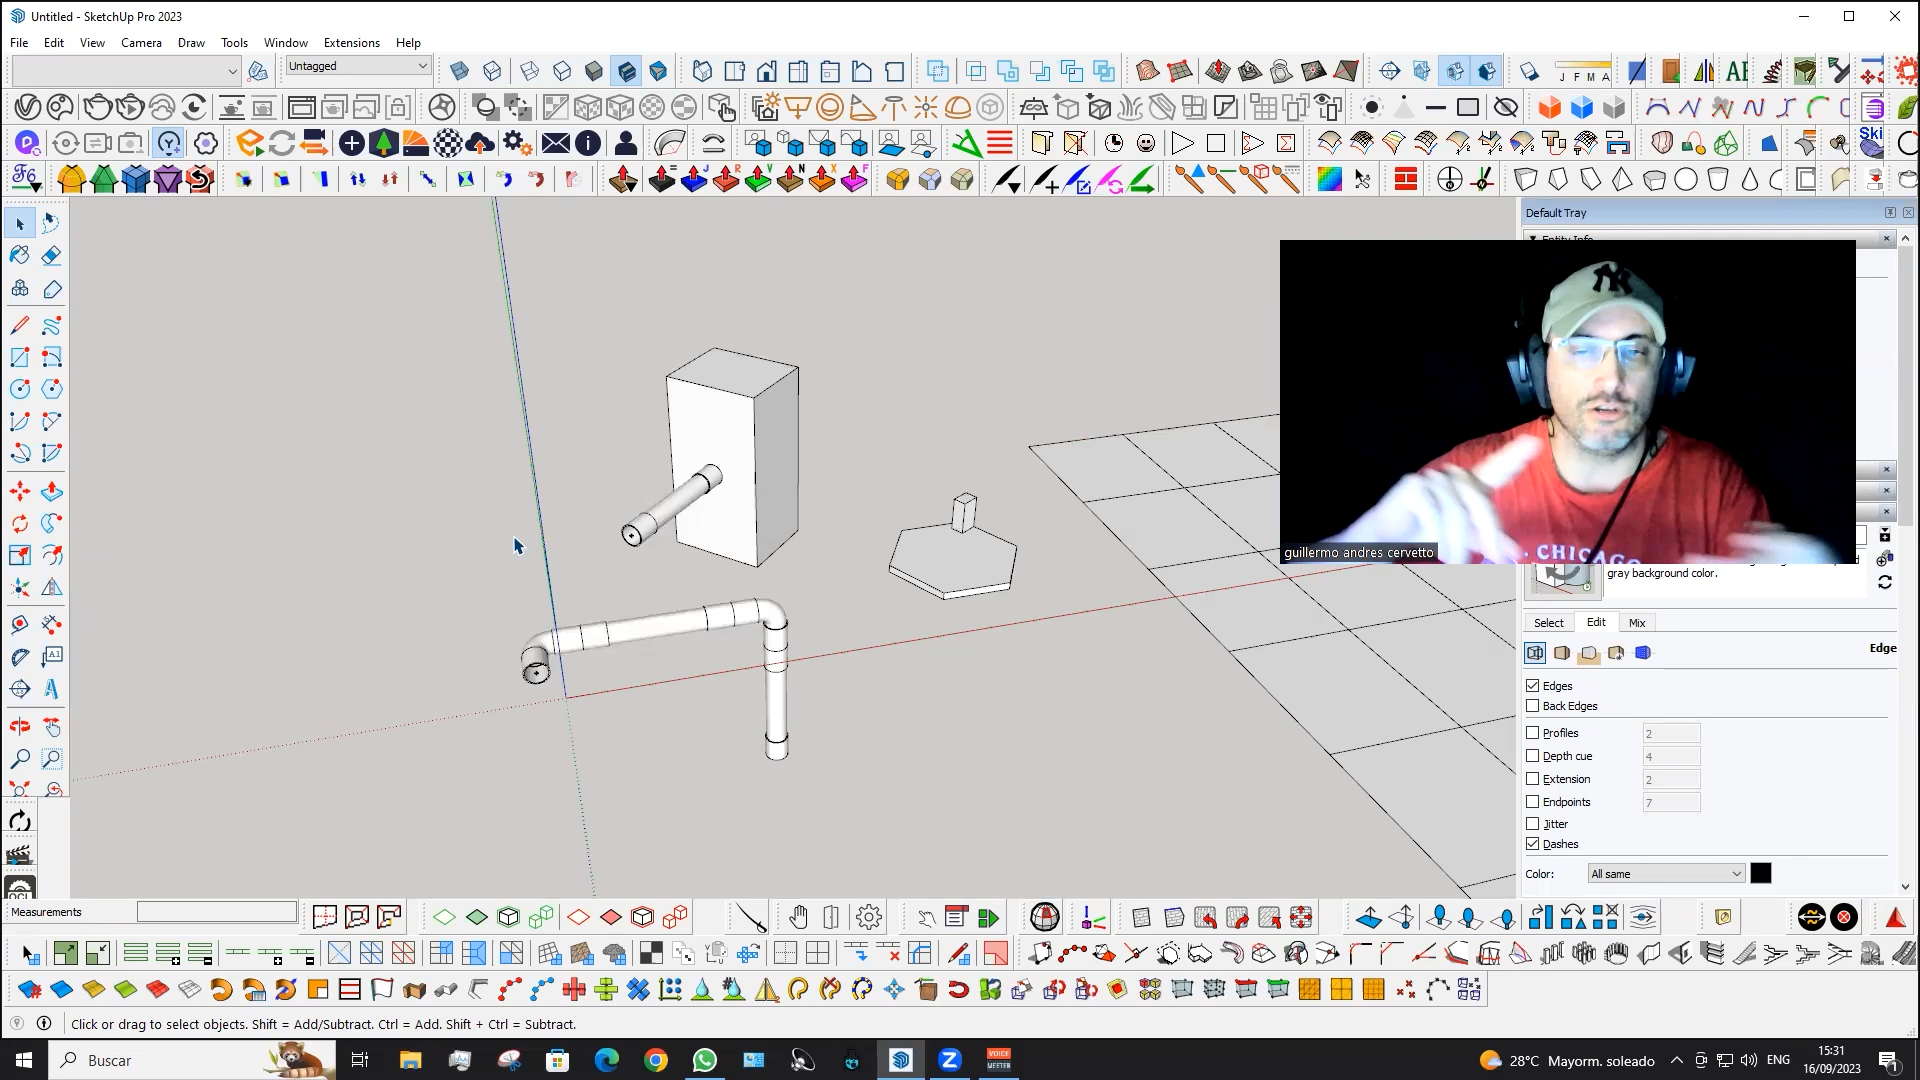 Untitled - SketchUp Pro 2023
File Edit View Camera Draw Tools Window Extensions Help
Untagged
J F M A
Ski
Default Tray
guillermo andres cervetto
CHICAGO
gray background color.
Select Edit Mix
Edge
Edges
Back Edges
Profiles 2
Depth cue 4
Extension 2
Endpoints 7
Jitter
Dashes
Color: All same
Measurements
Click or drag to select objects. Shift = Add/Subtract. Ctrl = Add. Shift + Ctrl = Subtract.
Buscar
VOICE
MEETER
28°C Mayorm. soleado
ENG
15:31
16/09/2023